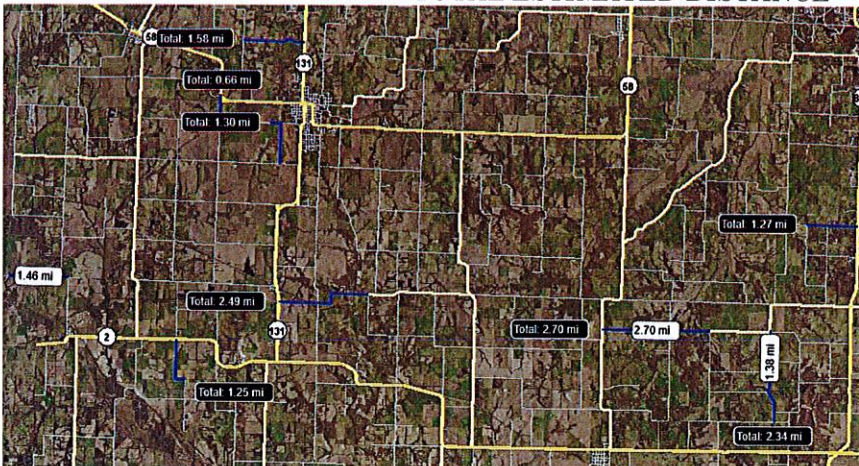 58
Total: 1.58 mi
131
Total: 0.66 mi
58
Total: 1.30 mi
Total: 1.27 mi
1.46 mi
Total: 2.49 mi
2
131
Total: 2.70 mi
2.70 mi
1.38 mi
Total: 1.25 mi
Total: 2.34 mi